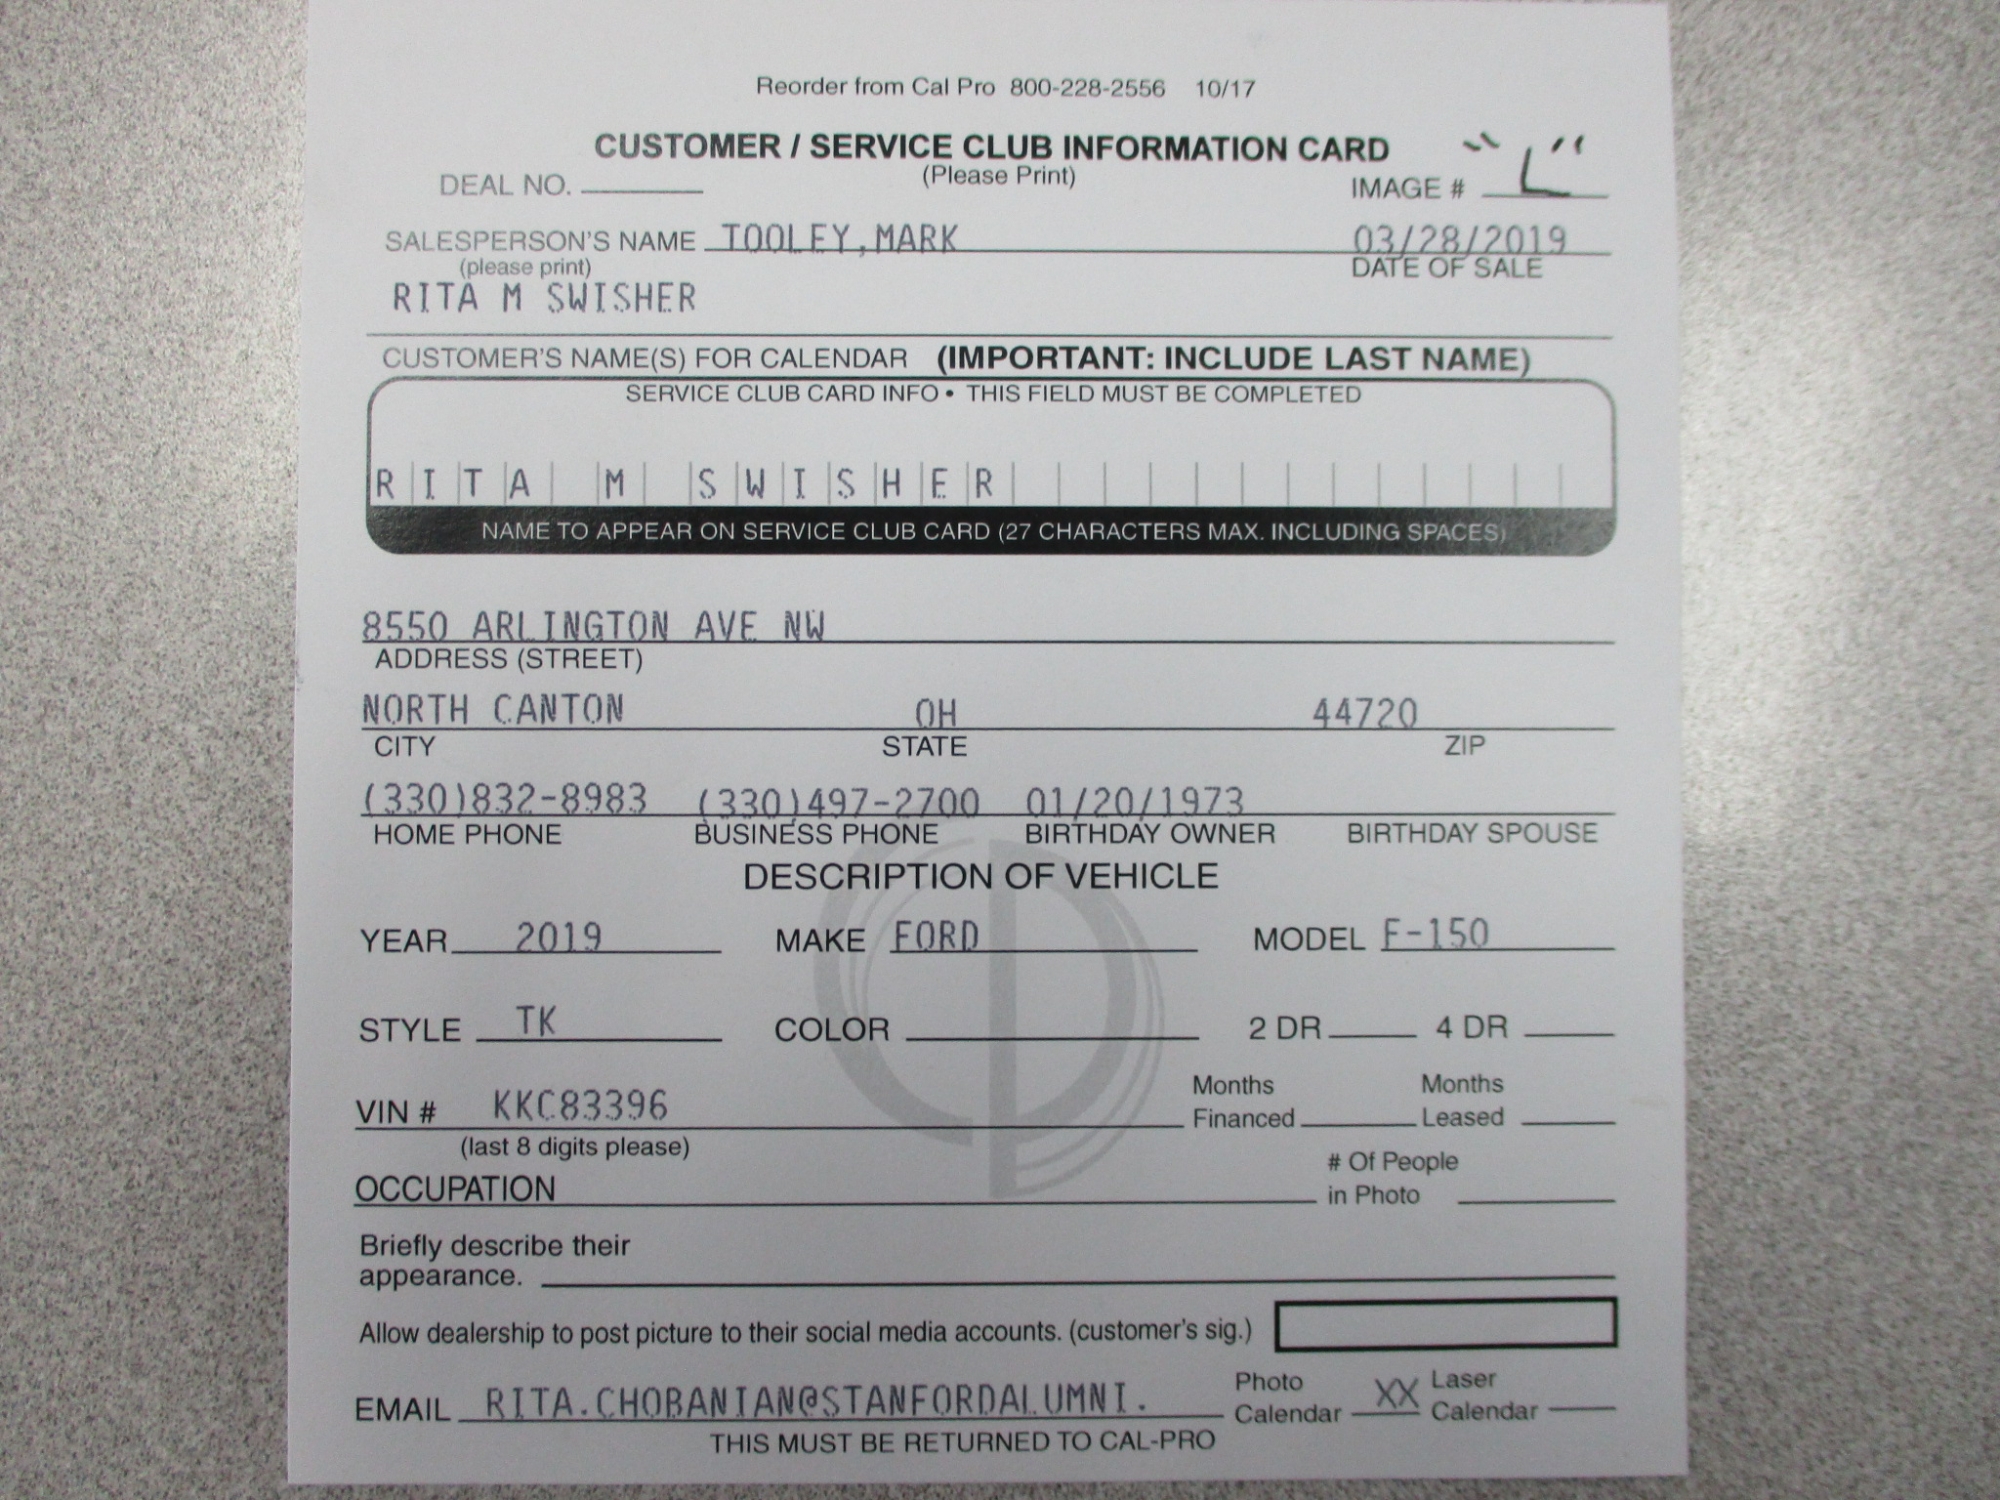 Reorder from Cal Pro 800-228-2556 10/17
CUSTOMER / SERVICE CLUB INFORMATION CARD
(Please Print)
DEAL NO.
IMAGE # "L"
SALESPERSON'S NAME TOOLEY,MARK 03/28/2019
(please print) DATE OF SALE
RITA M SWISHER
CUSTOMER'S NAME(S) FOR CALENDAR (IMPORTANT: INCLUDE LAST NAME)
SERVICE CLUB CARD INFO • THIS FIELD MUST BE COMPLETED
RITA M SWISHER
NAME TO APPEAR ON SERVICE CLUB CARD (27 CHARACTERS MAX. INCLUDING SPACES)
8550 ARLINGTON AVE NW
ADDRESS (STREET)
NORTH CANTON OH 44720
CITY STATE ZIP
(330)832-8983 (330)497-2700 01/20/1973
HOME PHONE BUSINESS PHONE BIRTHDAY OWNER BIRTHDAY SPOUSE
DESCRIPTION OF VEHICLE
YEAR 2019 MAKE FORD MODEL F-150
STYLE TK COLOR 2 DR 4 DR
VIN # KKC83396 Months Financed Months Leased
(last 8 digits please)
OCCUPATION # Of People in Photo
Briefly describe their
appearance.
Allow dealership to post picture to their social media accounts. (customer's sig.)
EMAIL RITA.CHOBANIAN@STANFORDALUMNI. Photo Calendar XX Laser Calendar
THIS MUST BE RETURNED TO CAL-PRO